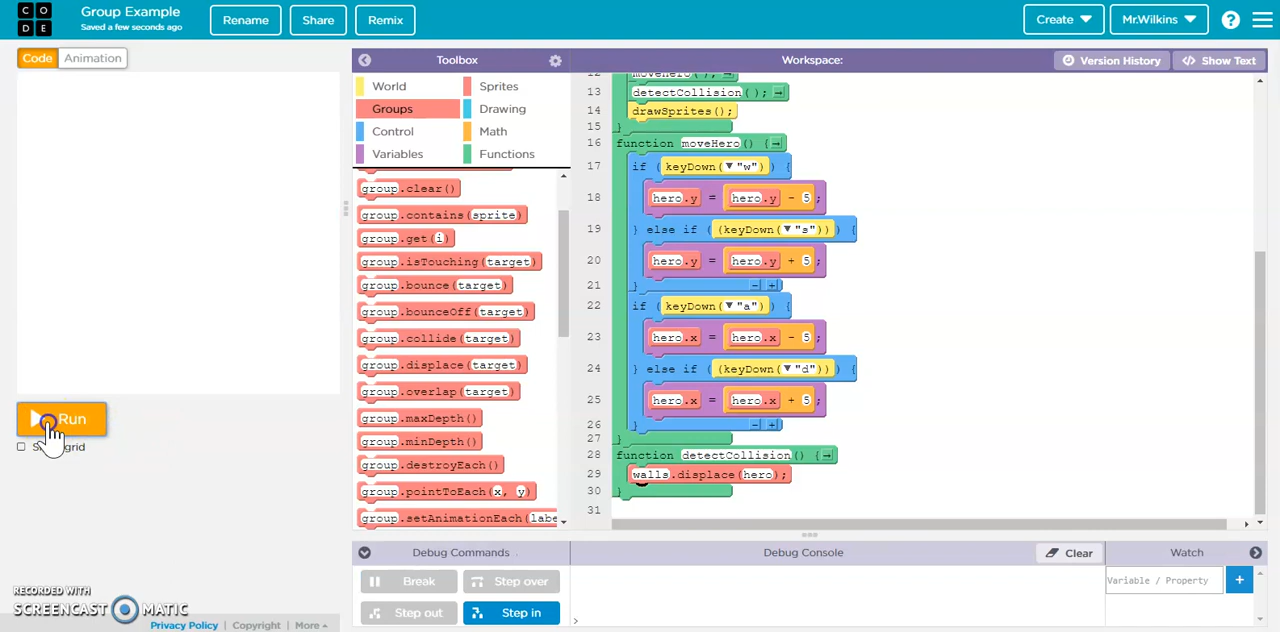 C O
D E
Group Example
Saved a few seconds ago
Rename
Share
Remix
Create
Mr.Wilkins
?
Code
Animation
Toolbox
Workspace:
Version History
</> Show Text
World
Sprites
Groups
Drawing
Control
Math
Variables
Functions
group.clear()
group.contains(sprite)
group.get(i)
group.isTouching(target)
group.bounce(target)
group.bounceOff(target)
group.collide(target)
group.displace(target)
group.overlap(target)
group.maxDepth()
group.minDepth()
group.destroyEach()
group.pointToEach(x, y)
group.setAnimationEach(labe
12 moveHero();
13 detectCollision();
14 drawSprites();
15 }
16 function moveHero() {
17 if (keyDown("w")) {
18 hero.y = hero.y - 5;
19 } else if ((keyDown("s"))) {
20 hero.y = hero.y + 5;
21 }
22 if (keyDown("a")) {
23 hero.x = hero.x - 5;
24 } else if ((keyDown("d"))) {
25 hero.x = hero.x + 5;
26 }
27 }
28 function detectCollision() {
29 walls.displace(hero);
30 }
31
Run
grid
Debug Commands
Debug Console
Clear
Watch
Break
Step over
Step out
Step in
Variable / Property
+
>
RECORDED WITH
SCREENCAST MATIC
Privacy Policy | Copyright | More